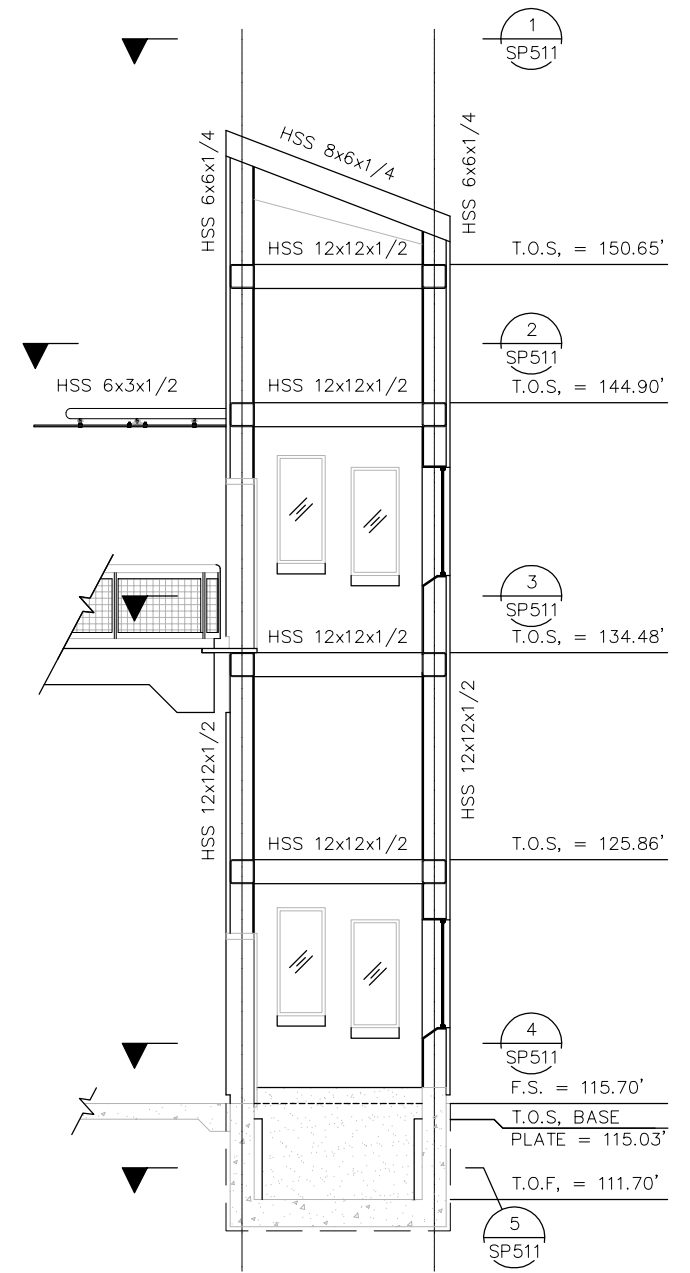 1
SP511
HSS 8x6x1/4
HSS 6x6x1/4
HSS 6x6x1/4
HSS 12x12x1/2
T.O.S, = 150.65'
2
SP511
HSS 6x3x1/2
HSS 12x12x1/2
T.O.S, = 144.90'
3
SP511
HSS 12x12x1/2
T.O.S, = 134.48'
HSS 12x12x1/2
HSS 12x12x1/2
HSS 12x12x1/2
T.O.S, = 125.86'
4
SP511
F.S. = 115.70'
T.O.S, BASE
PLATE = 115.03'
T.O.F, = 111.70'
5
SP511